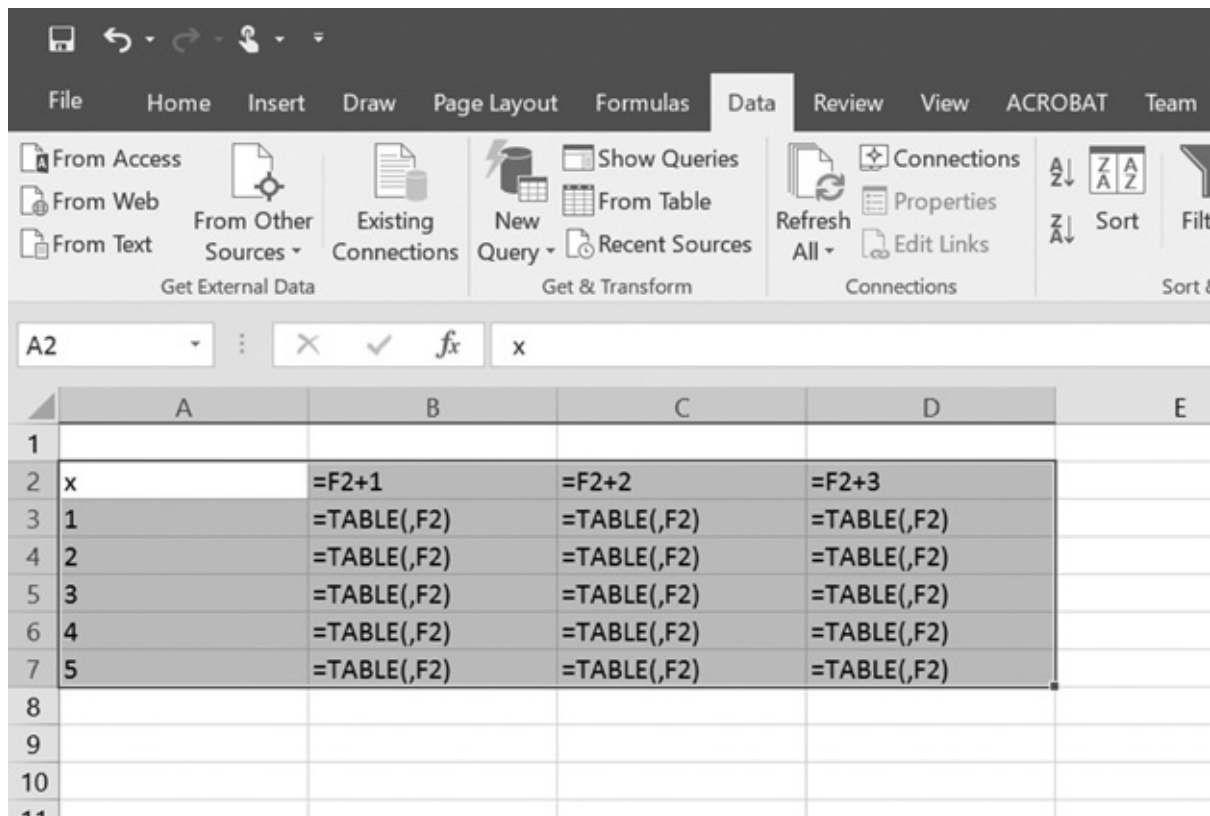 File Home Insert Draw Page Layout Formulas Data Review View ACROBAT Team
From Access
From Web
From Text
From Other
Sources
Get External Data
Existing
Connections
New
Query
Show Queries
From Table
Recent Sources
Get & Transform
Refresh
All
Connections
Properties
Edit Links
Connections
Sort
Filt
Sort &
A2 fx x
A B C D E
1
2 x =F2+1 =F2+2 =F2+3
3 1 =TABLE(,F2) =TABLE(,F2) =TABLE(,F2)
4 2 =TABLE(,F2) =TABLE(,F2) =TABLE(,F2)
5 3 =TABLE(,F2) =TABLE(,F2) =TABLE(,F2)
6 4 =TABLE(,F2) =TABLE(,F2) =TABLE(,F2)
7 5 =TABLE(,F2) =TABLE(,F2) =TABLE(,F2)
8
9
10